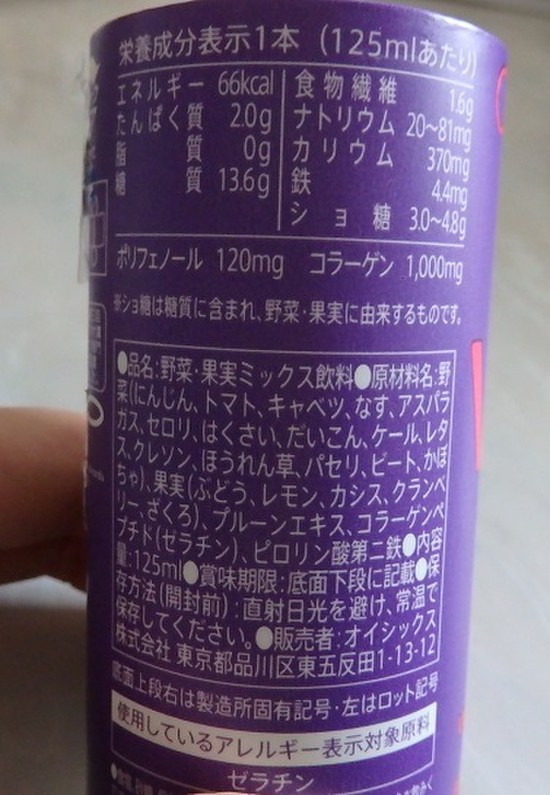 栄養成分表示1本（125mlあたり）
エネルギー 66kcal
たんぱく質 2.0g
脂質 0g
糖質 13.6g
食物繊維 1.6g
ナトリウム 20~81mg
カリウム 370mg
鉄 4.4mg
ショ糖 3.0~4.8g
ポリフェノール 120mg コラーゲン 1,000mg
※ショ糖は糖質に含まれ、野菜・果実に由来するものです。
●品名:野菜・果実ミックス飲料●原材料名:野
菜(にんじん、トマト、キャベツ、なす、アスパラ
ガス、セロリ、はくさい、だいこん、ケール、レタ
ス、クレソン、ほうれん草、パセリ、ビート、かぼ
ちゃ)、果実(ぶどう、レモン、カシス、クランベ
リー、ざくろ)、プルーンエキス、コラーゲンペ
プチド(ゼラチン)、ピロリン酸第二鉄●内容
量:125ml●賞味期限:底面下段に記載●保
存方法(開封前):直射日光を避け、常温で
保存してください。●販売者:オイシックス
株式会社 東京都品川区東五反田1-13-12
底面上段右は製造所固有記号・左はロット記号
使用しているアレルギー表示対象原料
ゼラチン